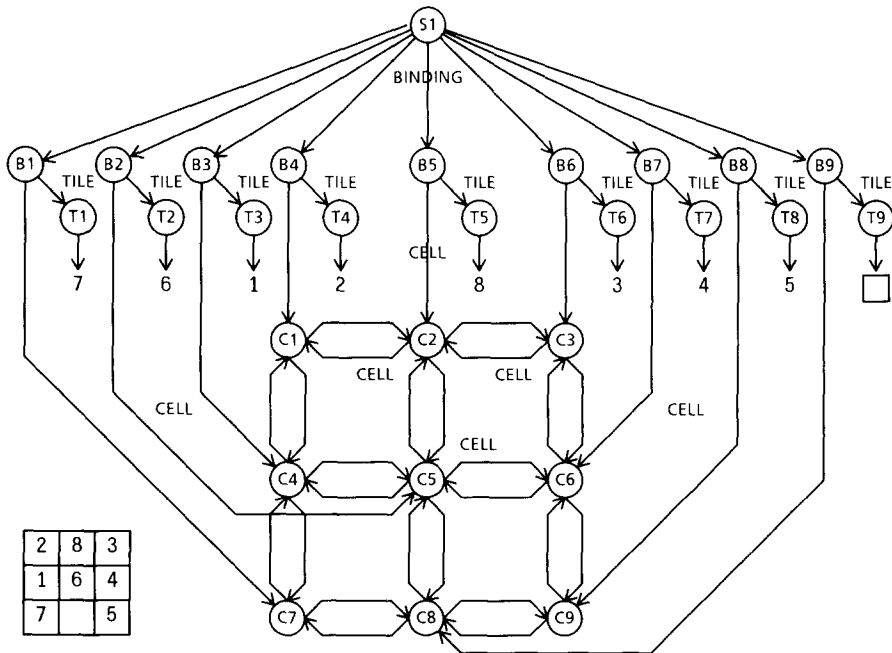 S1
BINDING
B1 B2 B3 B4 B5 B6 B7 B8 B9
TILE TILE TILE TILE TILE TILE TILE TILE TILE
T1 T2 T3 T4 T5 T6 T7 T8 T9
CELL
7 6 1 2 8 3 4 5
C1 C2 C3
CELL CELL
CELL CELL
CELL
C4 C5 C6
2 8 3
1 6 4
7 5
C7 C8 C9